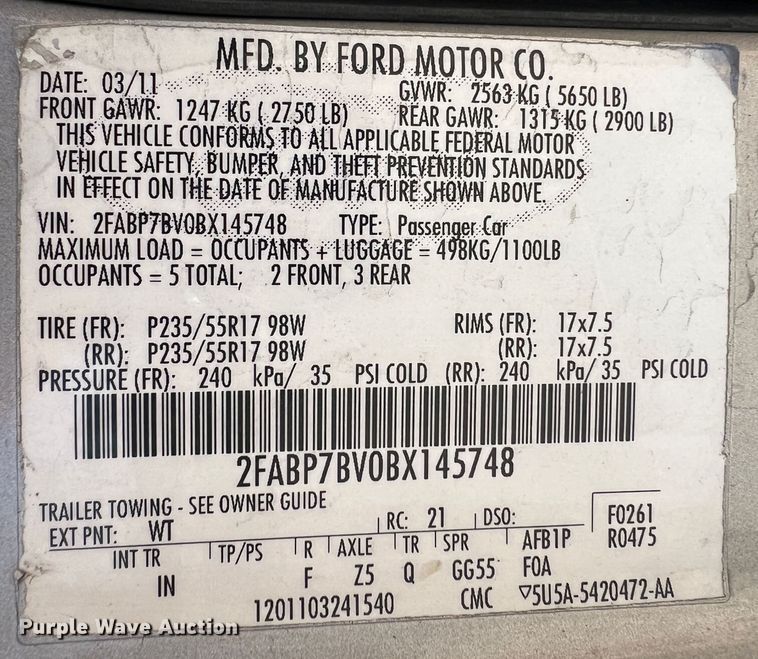 MFD. BY FORD MOTOR CO.
DATE: 03/11 GVWR: 2563 KG ( 5650 LB)
FRONT GAWR: 1247 KG ( 2750 LB) REAR GAWR: 1315 KG ( 2900 LB)
THIS VEHICLE CONFORMS TO ALL APPLICABLE FEDERAL MOTOR
VEHICLE SAFETY, BUMPER, AND THEFT PREVENTION STANDARDS
IN EFFECT ON THE DATE OF MANUFACTURE SHOWN ABOVE.
VIN: 2FABP7BV0BX145748 TYPE: Passenger Car
MAXIMUM LOAD = OCCUPANTS + LUGGAGE = 498KG/1100LB
OCCUPANTS = 5 TOTAL; 2 FRONT, 3 REAR
TIRE (FR): P235/55R17 98W RIMS (FR): 17x7.5
(RR): P235/55R17 98W (RR): 17x7.5
PRESSURE (FR): 240 kPa/ 35 PSI COLD (RR): 240 kPa/ 35 PSI COLD
2FABP7BV0BX145748
TRAILER TOWING - SEE OWNER GUIDE
EXT PNT: WT RC: 21 DSO: F0261
R0475
INT TR TP/PS R AXLE TR SPR AFB1P
IN F Z5 Q GG55 FOA
1201103241540 CMC ▽5U5A-5420472-AA
Purple Wave Auction